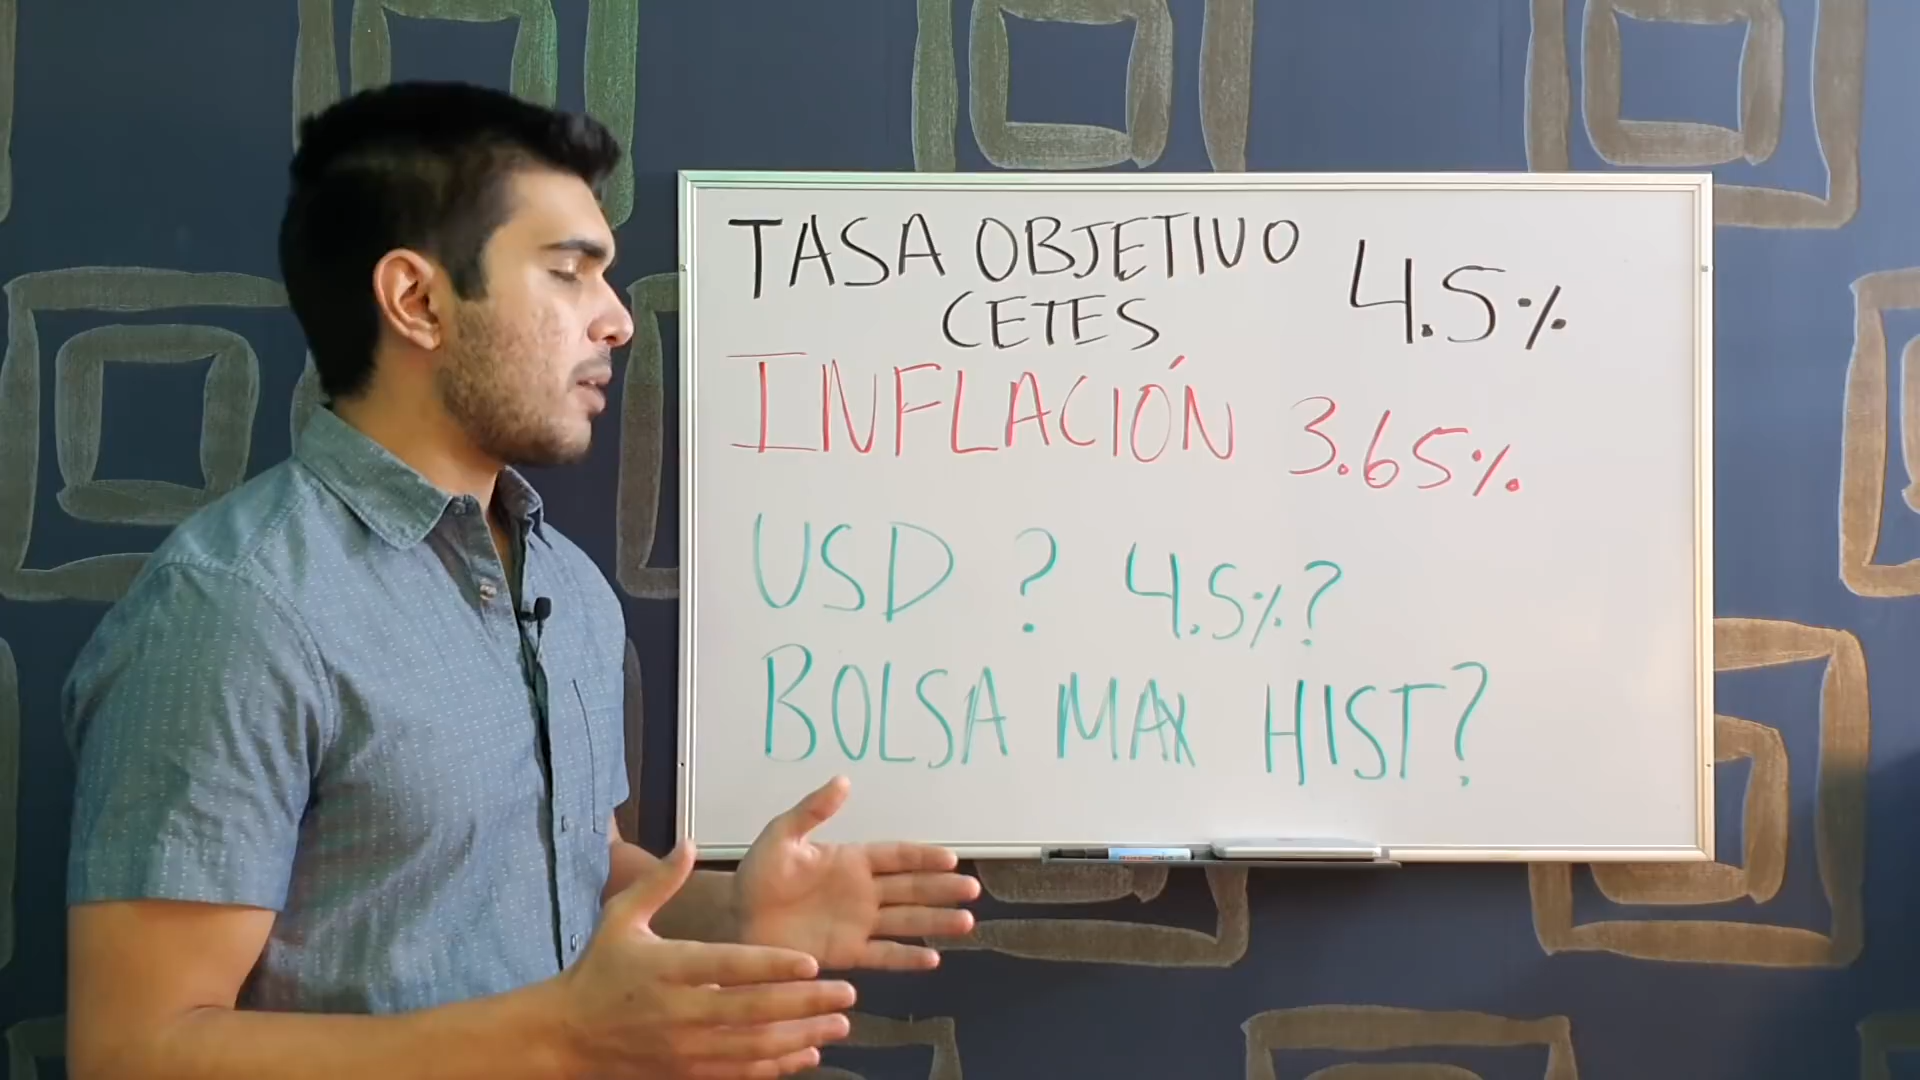 TASA OBJETIVO
CETES 4.5%
INFLACIÓN 3.65%
USD ? 4.5%?
BOLSA MAX HIST?